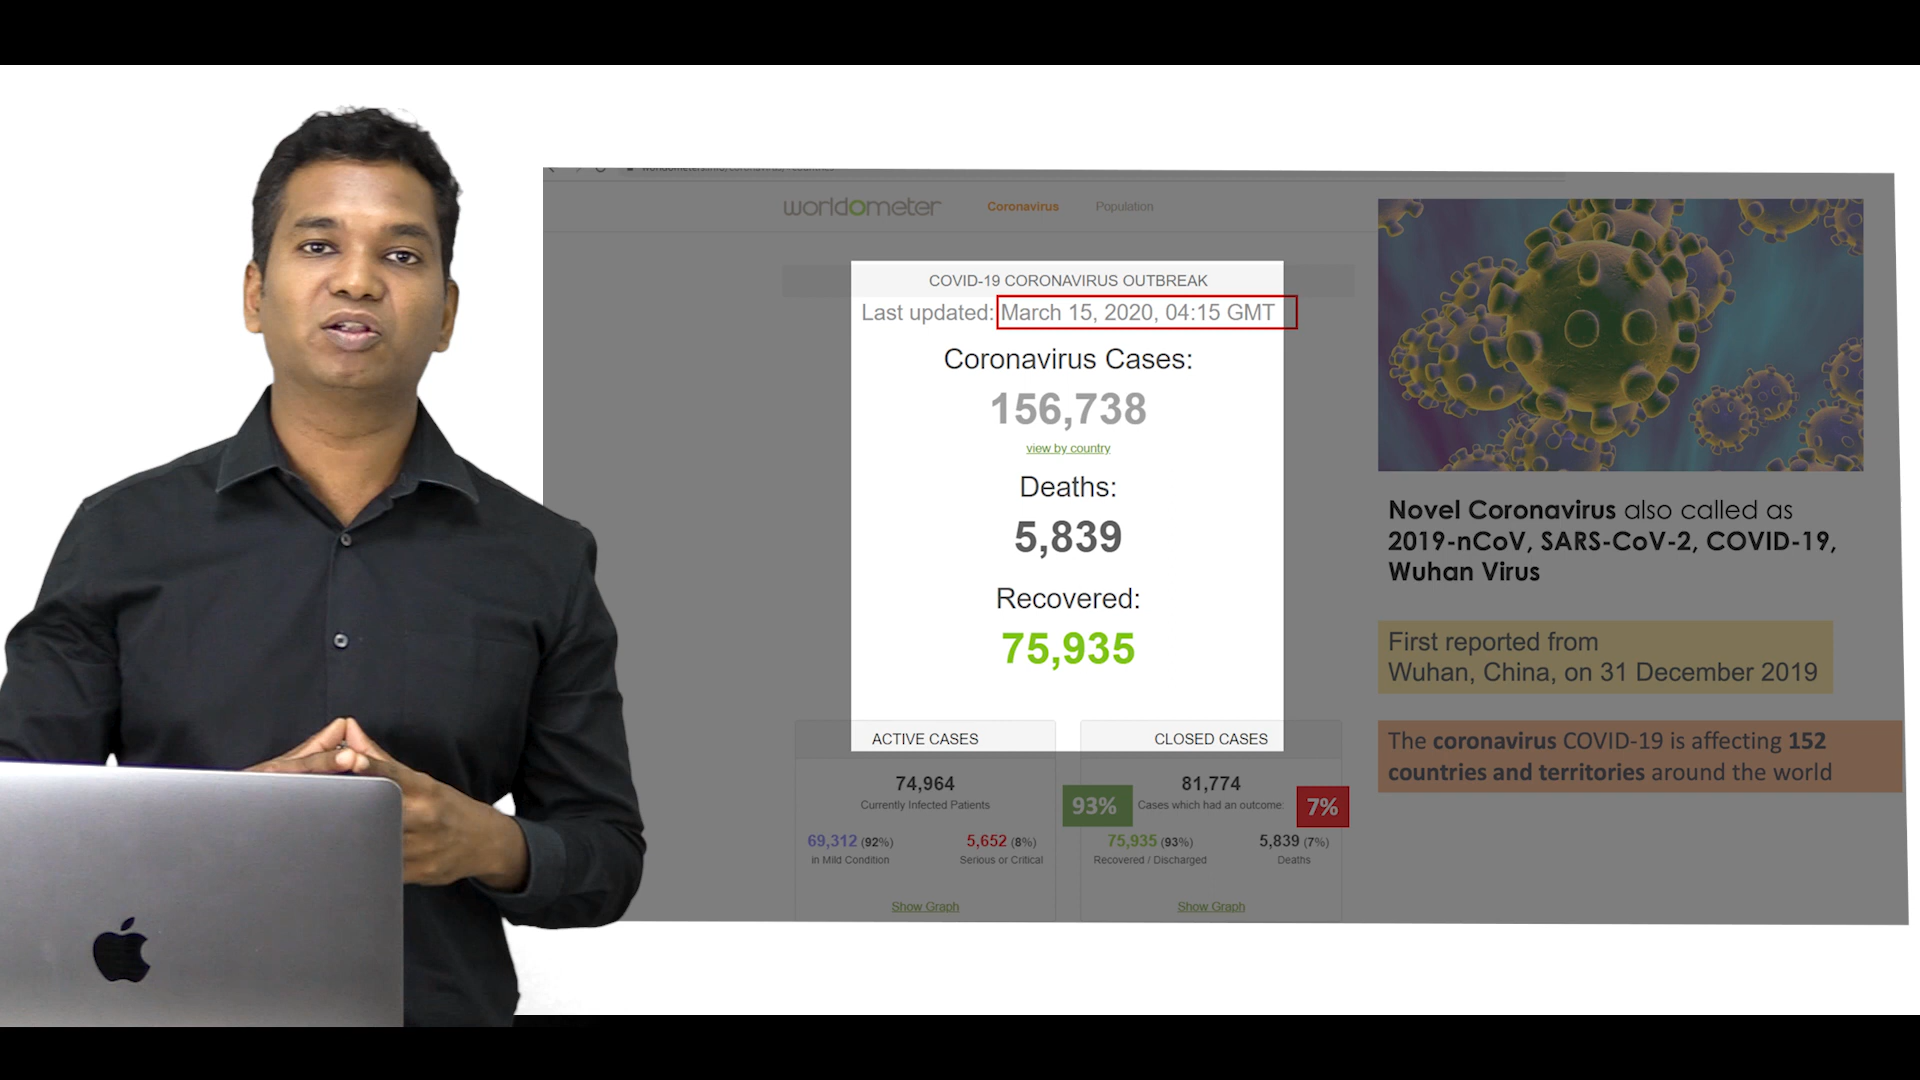 worldometer
Coronavirus
Population
COVID-19 CORONAVIRUS OUTBREAK
Last updated: March 15, 2020, 04:15 GMT
Coronavirus Cases:
156,738
view by country
Deaths:
5,839
Recovered:
75,935
ACTIVE CASES
74,964
Currently Infected Patients
69,312 (92%)
in Mild Condition
5,652 (8%)
Serious or Critical
Show Graph
CLOSED CASES
81,774
Cases which had an outcome:
93%
7%
75,935 (93%)
Recovered / Discharged
5,839 (7%)
Deaths
Show Graph
Novel Coronavirus also called as
2019-nCoV, SARS-CoV-2, COVID-19,
Wuhan Virus
First reported from
Wuhan, China, on 31 December 2019
The coronavirus COVID-19 is affecting 152
countries and territories around the world